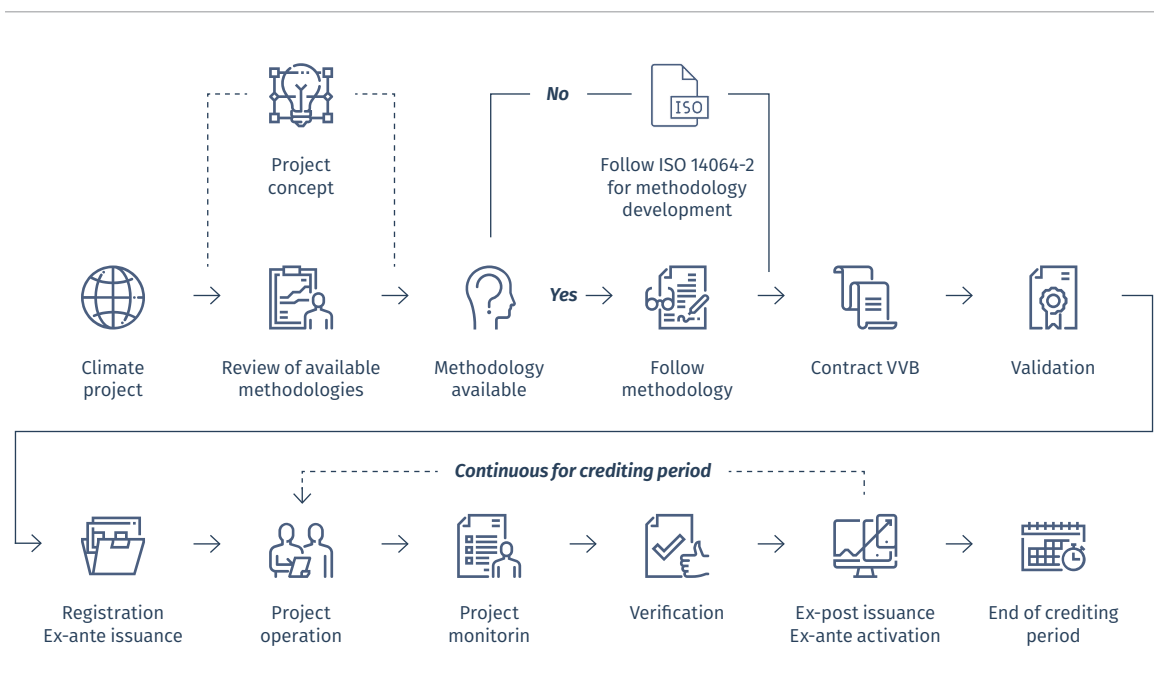 No
ISO
Project
concept
Follow ISO 14064-2
for methodology
development
Yes
Climate
project
Review of available
methodologies
Methodology
available
Follow
methodology
Contract VVB
Validation
Continuous for crediting period
Registration
Ex-ante issuance
Project
operation
Project
monitorin
Verification
Ex-post issuance
Ex-ante activation
End of crediting
period